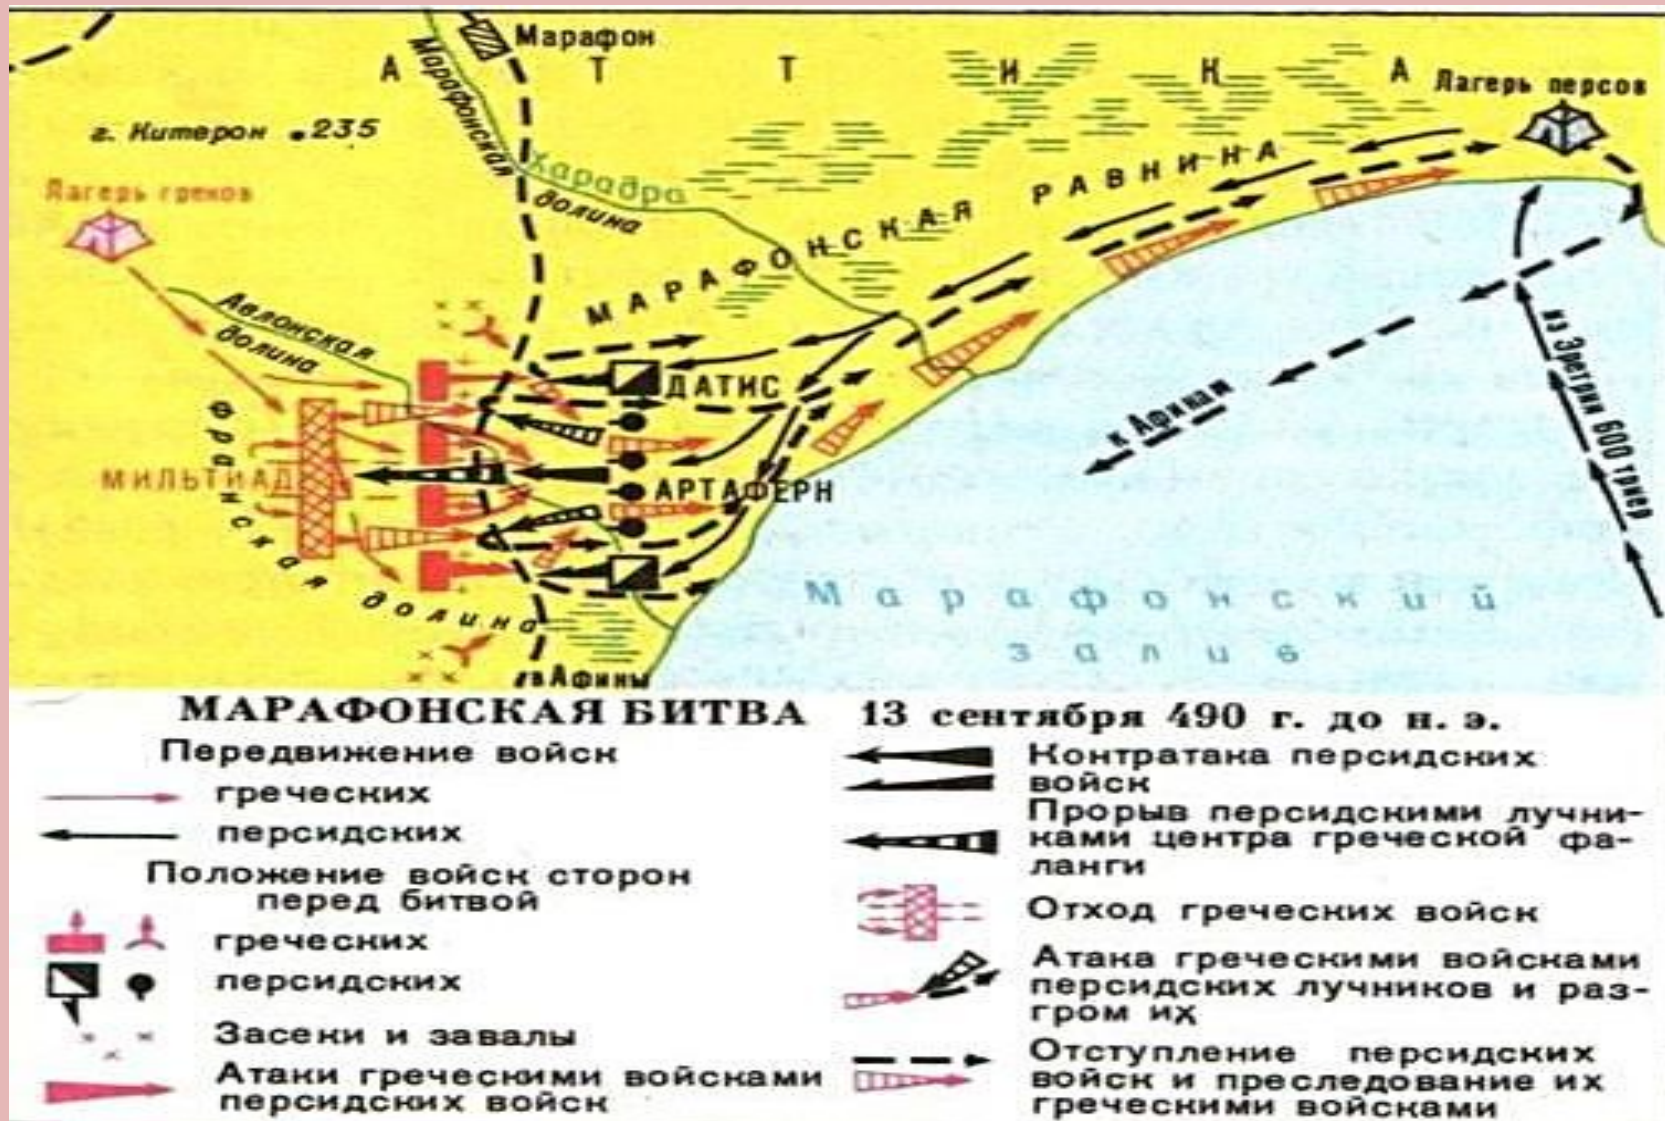 Марафон
А Т Т И К А
Лагерь персов
г. Китерон .235
Марафонская
долина
Харадра
Лагерь греков
МАРАФОНСКАЯ РАВНИНА
Авлонская
долина
ДАТИС
МИЛЬТИАД
АРТАФЕРН
к Афинам
из Эретрии 600 триер
Фрикская долина
Марафонский
залив
в Афины
МАРАФОНСКАЯ БИТВА 13 сентября 490 г. до н. э.
Передвижение войск
греческих
персидских
Положение войск сторон
перед битвой
греческих
персидских
Засеки и завалы
Атаки греческими войсками
персидских войск
Контратака персидских
войск
Прорыв персидскими лучни-
ками центра греческой фа-
ланги
Отход греческих войск
Атака греческими войсками
персидских лучников и раз-
гром их
Отступление персидских
войск и преследование их
греческими войсками